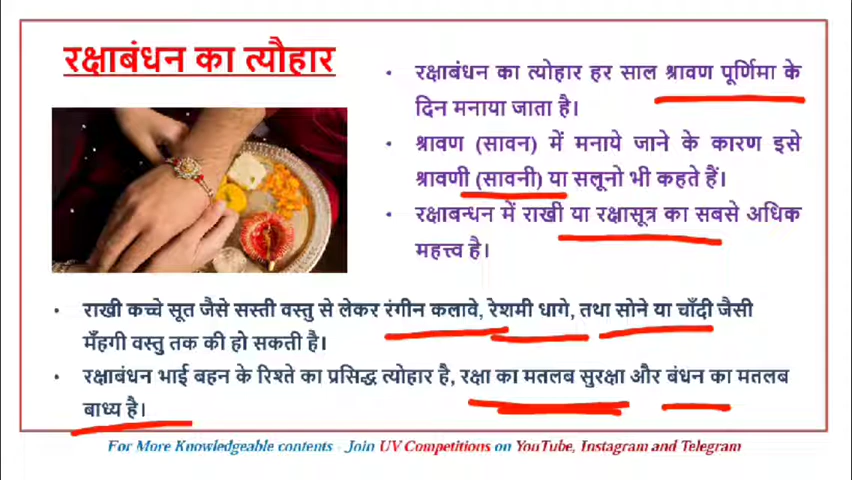 रक्षाबंधन का त्यौहार
• रक्षाबंधन का त्योहार हर साल श्रावण पूर्णिमा के
दिन मनाया जाता है।
• श्रावण (सावन) में मनाये जाने के कारण इसे
श्रावणी (सावनी) या सलूनो भी कहते हैं।
• रक्षाबन्धन में राखी या रक्षासूत्र का सबसे अधिक
महत्त्व है।
• राखी कच्चे सूत जैसे सस्ती वस्तु से लेकर रंगीन कलावे, रेशमी धागे, तथा सोने या चाँदी जैसी
मँहगी वस्तु तक की हो सकती है।
• रक्षाबंधन भाई बहन के रिश्ते का प्रसिद्ध त्योहार है, रक्षा का मतलब सुरक्षा और बंधन का मतलब
बाध्य है।
For More Knowledgeable contents - Join UV Competitions on YouTube, Instagram and Telegram